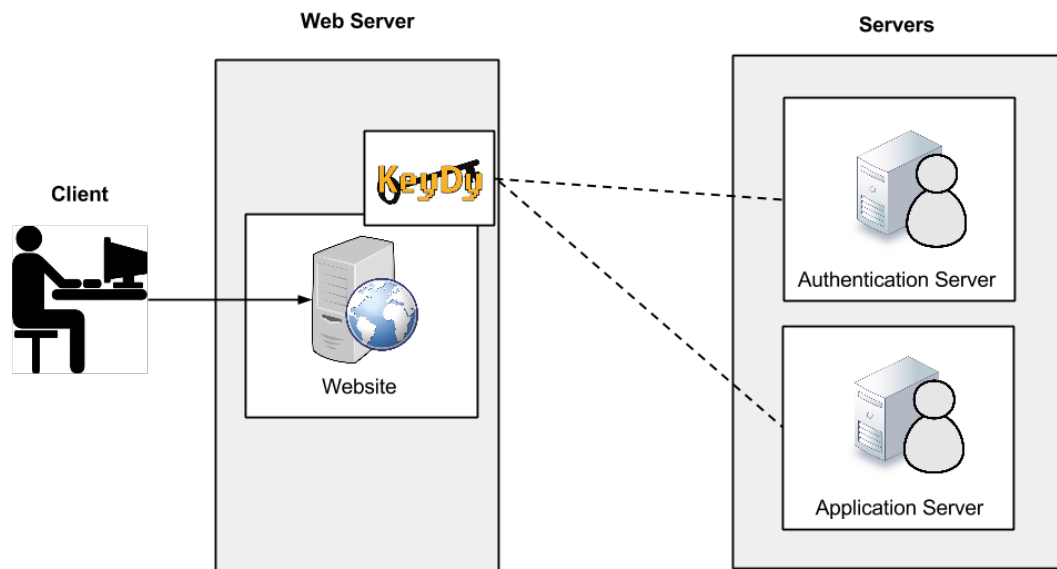 Web Server
Servers
Client
KeyDy
Website
Authentication Server
Application Server